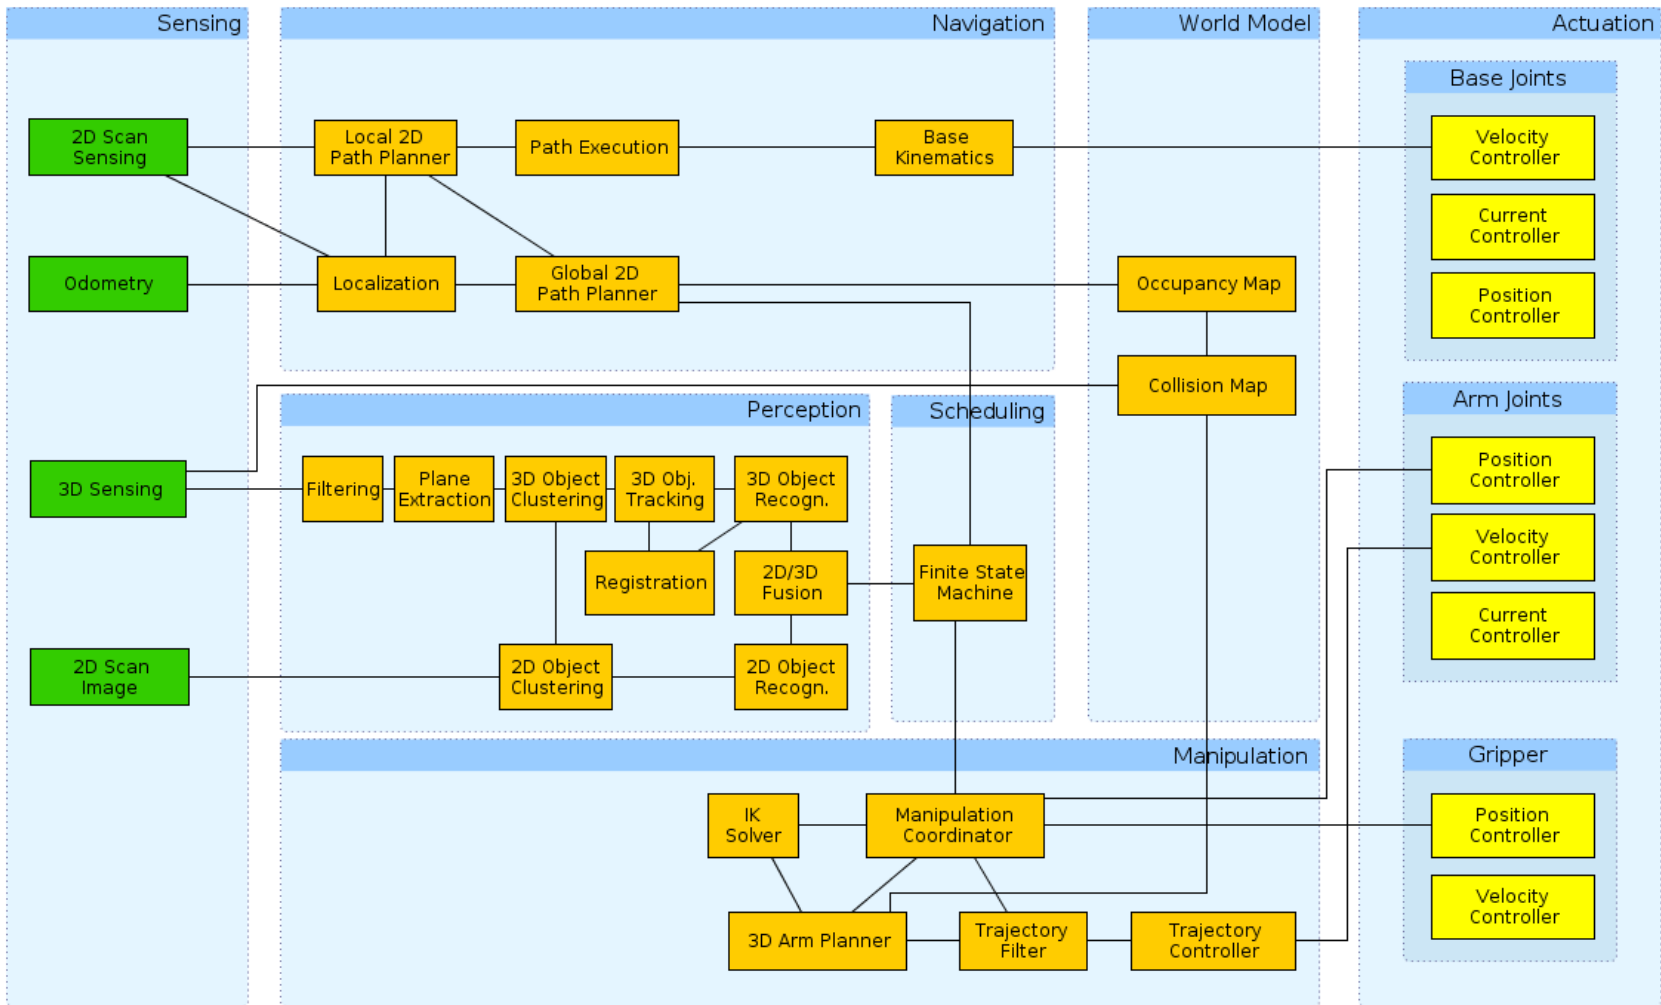 Sensing
Navigation
World Model
Actuation
Base Joints
2D Scan
Sensing
Local 2D
Path Planner
Path Execution
Base
Kinematics
Velocity
Controller
Current
Controller
Odometry
Localization
Global 2D
Path Planner
Occupancy Map
Position
Controller
Collision Map
Perception
Scheduling
Arm Joints
3D Sensing
Filtering
Plane
Extraction
3D Object
Clustering
3D Obj.
Tracking
3D Object
Recogn.
Position
Controller
Velocity
Controller
Registration
2D/3D
Fusion
Finite State
Machine
Current
Controller
2D Scan
Image
2D Object
Clustering
2D Object
Recogn.
Manipulation
Gripper
IK
Solver
Manipulation
Coordinator
Position
Controller
Velocity
Controller
3D Arm Planner
Trajectory
Filter
Trajectory
Controller